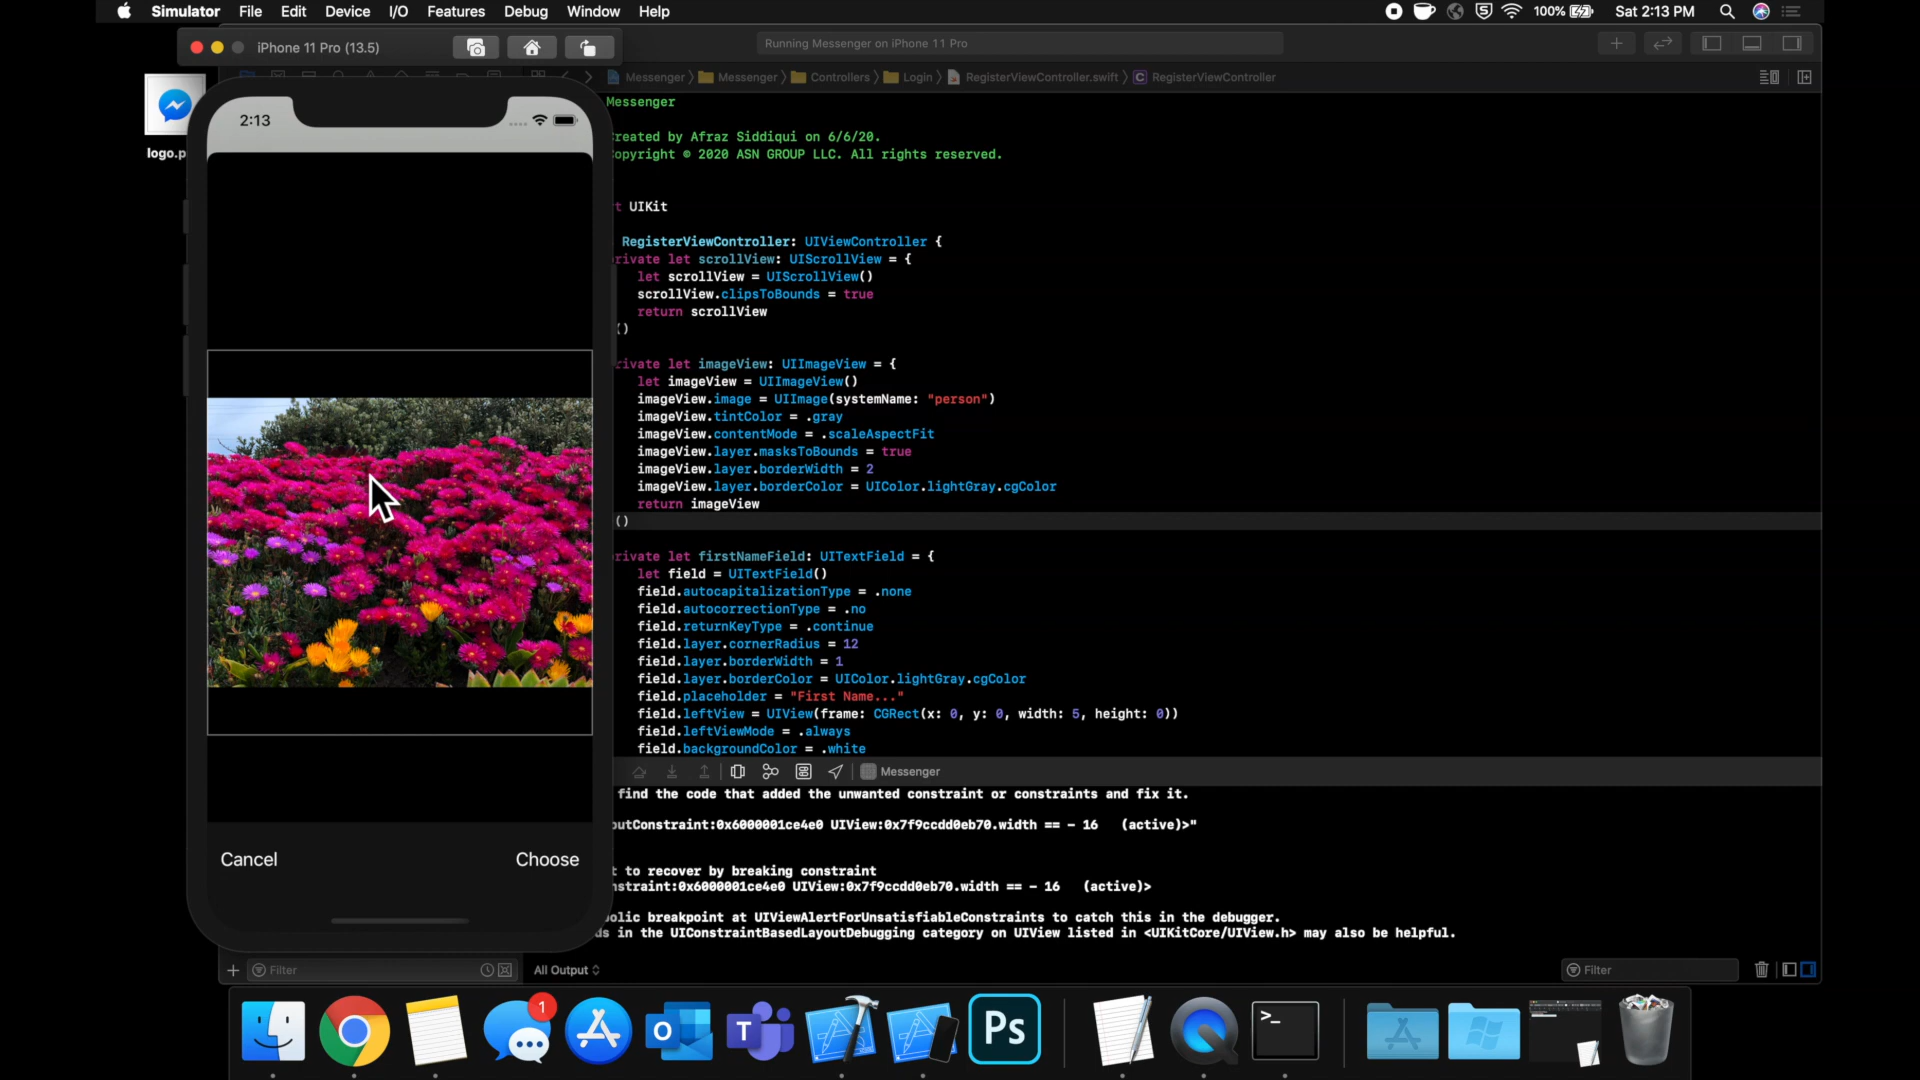 Simulator File Edit Device I/O Features Debug Window Help
100% Sat 2:13 PM
iPhone 11 Pro (13.5)
Running Messenger on iPhone 11 Pro
Messenger 〉 Messenger 〉 Controllers 〉 Login 〉 RegisterViewController.swift 〉 C RegisterViewController
logo.p
2:13
Cancel
Choose
Messenger
reated by Afraz Siddiqui on 6/6/20.
opyright © 2020 ASN GROUP LLC. All rights reserved.
t UIKit
RegisterViewController: UIViewController {
rivate let scrollView: UIScrollView = {
let scrollView = UIScrollView()
scrollView.clipsToBounds = true
return scrollView
()
rivate let imageView: UIImageView = {
let imageView = UIImageView()
imageView.image = UIImage(systemName: "person")
imageView.tintColor = .gray
imageView.contentMode = .scaleAspectFit
imageView.layer.masksToBounds = true
imageView.layer.borderWidth = 2
imageView.layer.borderColor = UIColor.lightGray.cgColor
return imageView
()
rivate let firstNameField: UITextField = {
let field = UITextField()
field.autocapitalizationType = .none
field.autocorrectionType = .no
field.returnKeyType = .continue
field.layer.cornerRadius = 12
field.layer.borderWidth = 1
field.layer.borderColor = UIColor.lightGray.cgColor
field.placeholder = "First Name..."
field.leftView = UIView(frame: CGRect(x: 0, y: 0, width: 5, height: 0))
field.leftViewMode = .always
field.backgroundColor = .white
Messenger
find the code that added the unwanted constraint or constraints and fix it.
outConstraint:0x6000001ce4e0 UIView:0x7f9ccdd0eb70.width == - 16 (active)>"
t to recover by breaking constraint
nstraint:0x6000001ce4e0 UIView:0x7f9ccdd0eb70.width == - 16 (active)>
olic breakpoint at UIViewAlertForUnsatisfiableConstraints to catch this in the debugger.
ds in the UIConstraintBasedLayoutDebugging category on UIView listed in <UIKitCore/UIView.h> may also be helpful.
Filter
All Output
Filter
1
O
T
Ps
>_